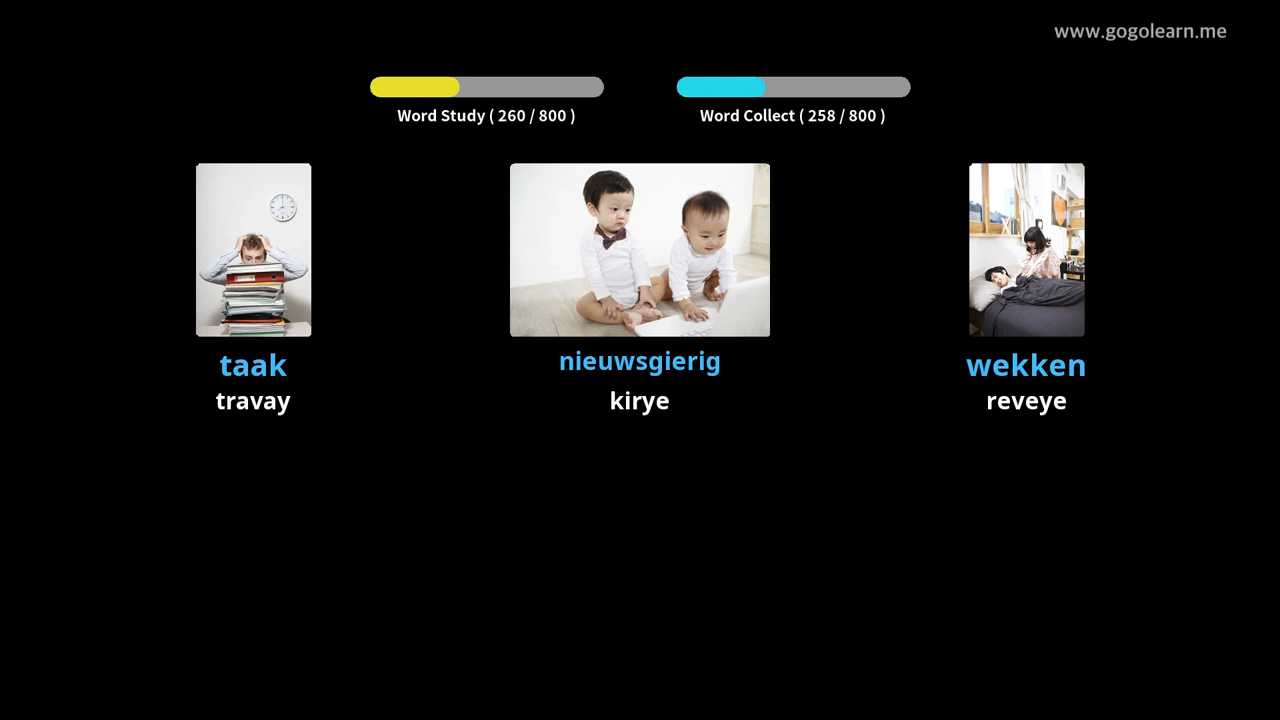 www.gogolearn.me
Word Study ( 260 / 800 )
Word Collect ( 258 / 800 )
taak
nieuwsgierig
wekken
travay
kirye
reveye